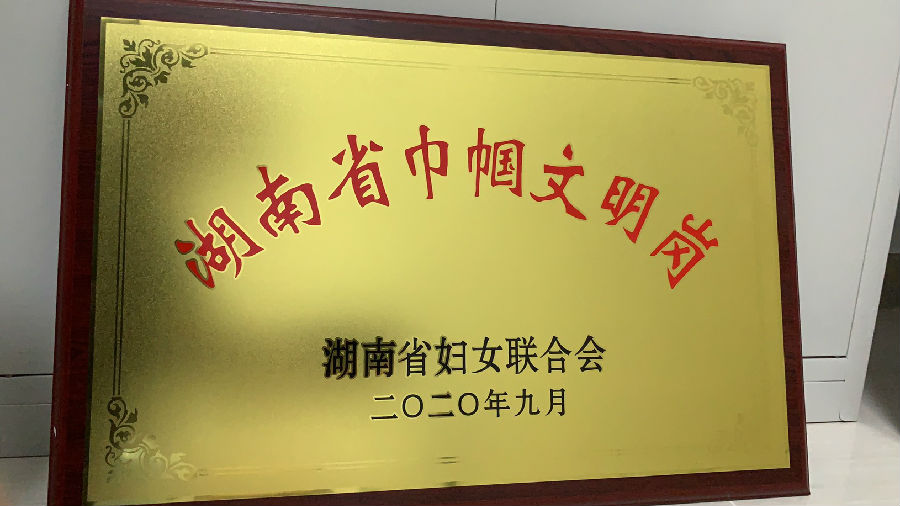 湖南省巾帼文明岗
湖南省妇女联合会
二〇二〇年九月